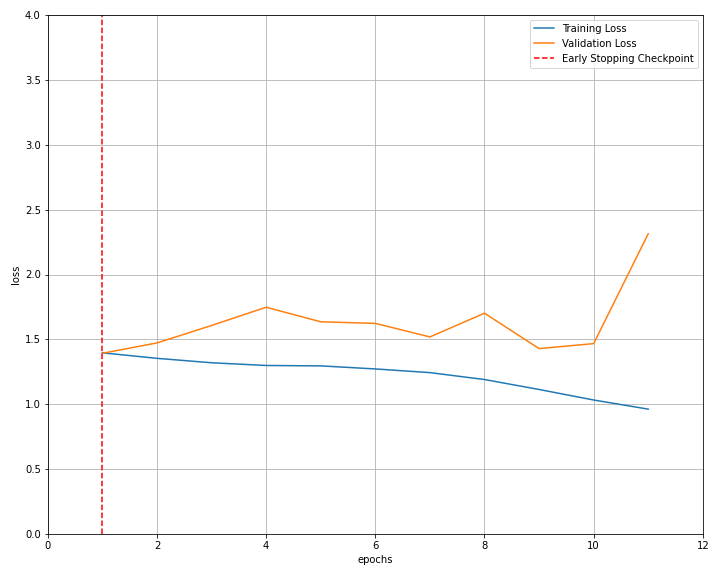 4.0
3.5
3.0
2.5
2.0
1.5
1.0
0.5
0.0
loss
0 2 4 6 8 10 12
epochs
Training Loss
Validation Loss
Early Stopping Checkpoint